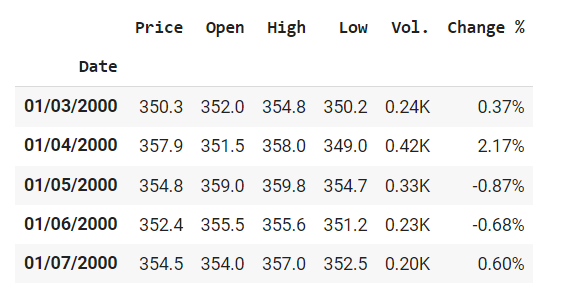 Price Open High Low Vol. Change %
Date
01/03/2000 350.3 352.0 354.8 350.2 0.24K 0.37%
01/04/2000 357.9 351.5 358.0 349.0 0.42K 2.17%
01/05/2000 354.8 359.0 359.8 354.7 0.33K -0.87%
01/06/2000 352.4 355.5 355.6 351.2 0.23K -0.68%
01/07/2000 354.5 354.0 357.0 352.5 0.20K 0.60%